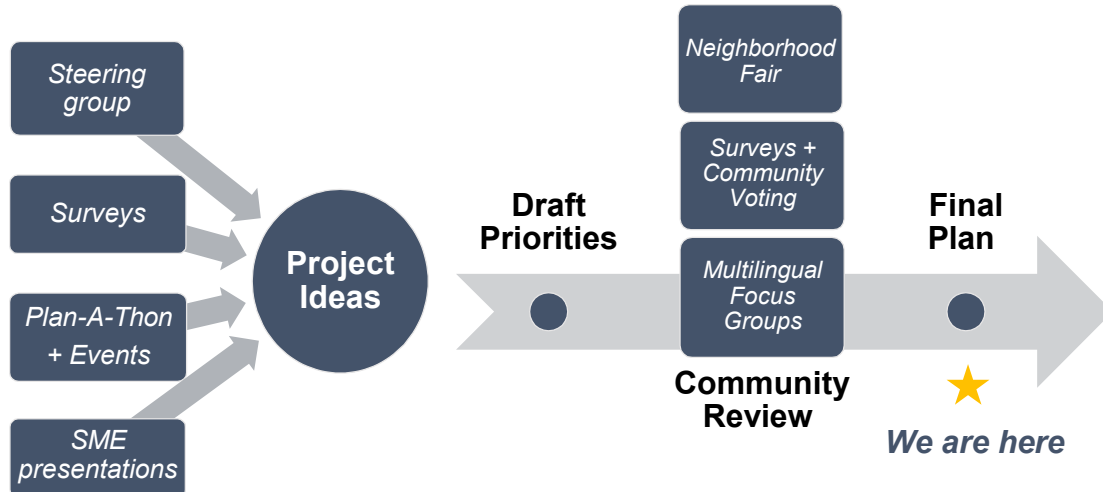 Steering
group
Surveys
Plan-A-Thon
+ Events
SME
presentations
Project
Ideas
Draft
Priorities
Neighborhood
Fair
Surveys +
Community
Voting
Multilingual
Focus
Groups
Community
Review
Final
Plan
We are here